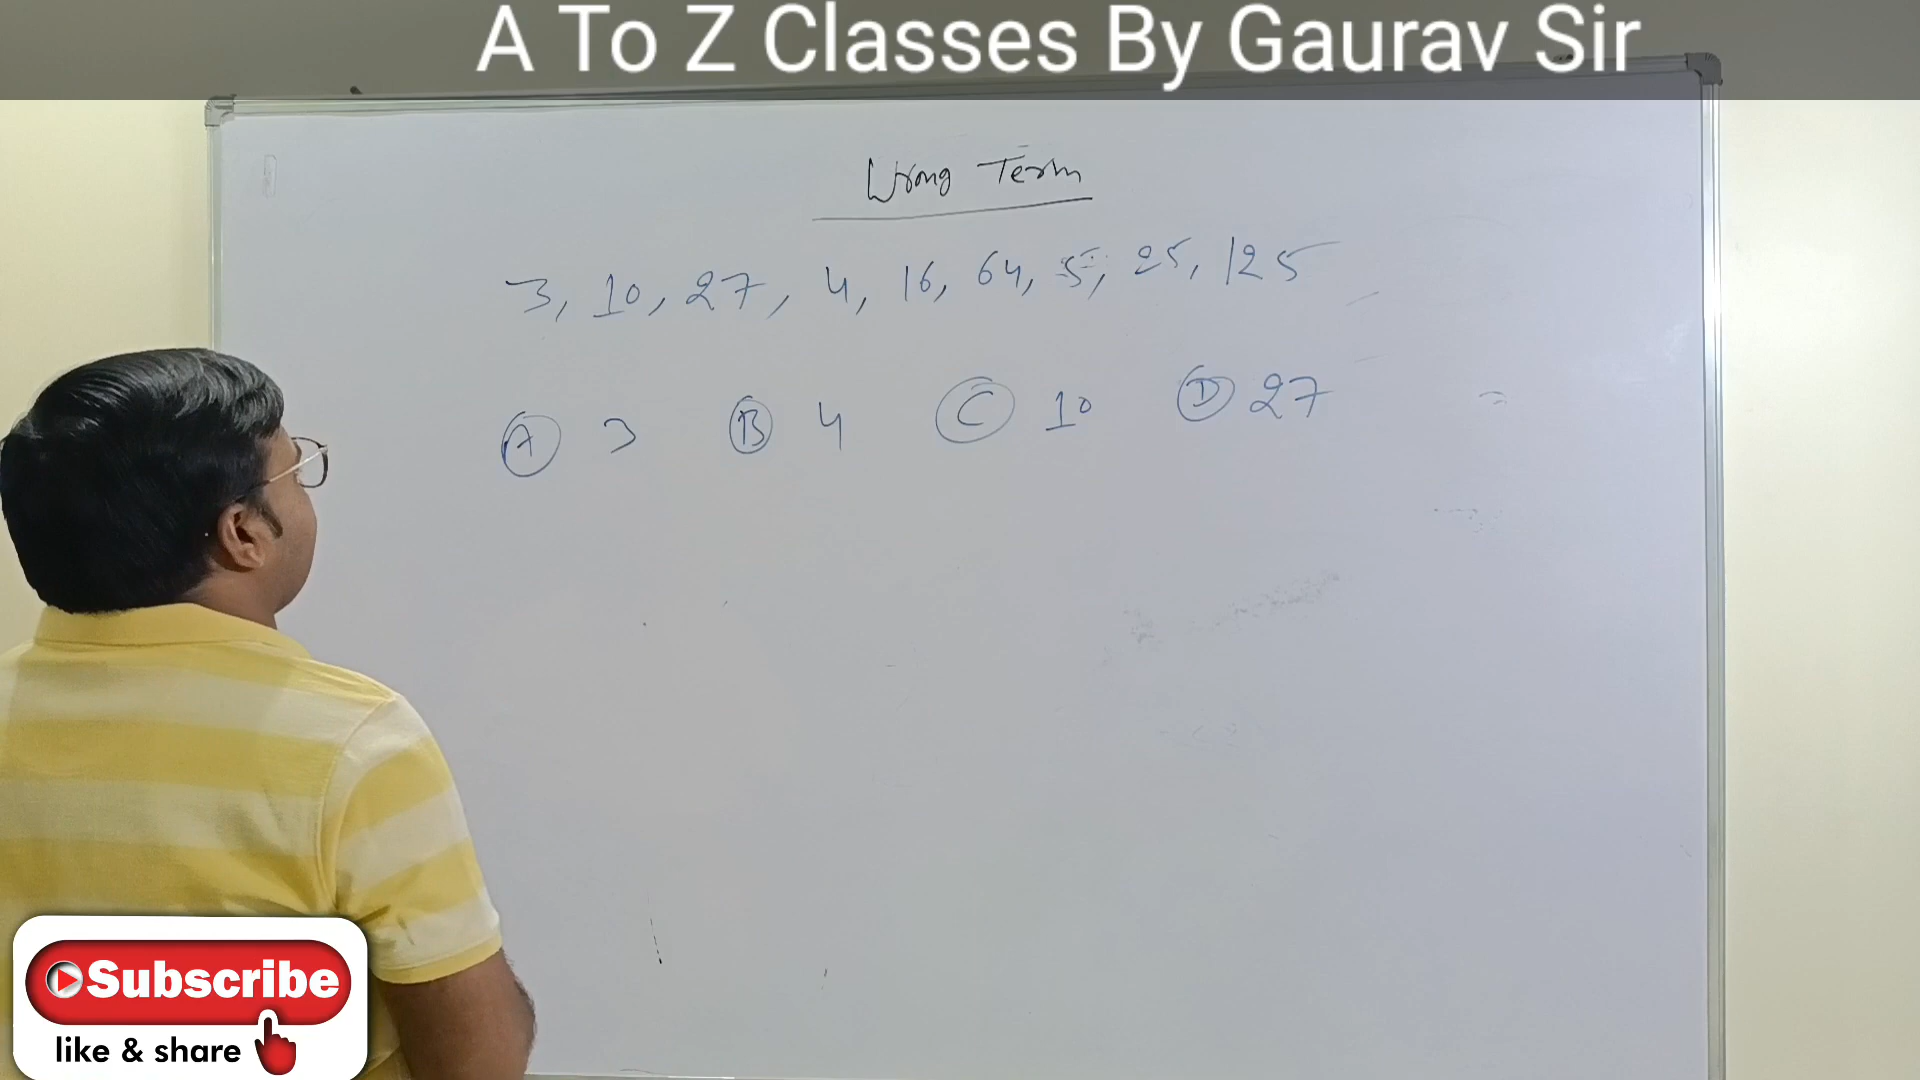 A To Z Classes By Gaurav Sir
Wrong Term
3, 10, 27, 4, 16, 64, 5, 25, 125
A 3 B 4 C 10 D 27
Subscribe
like & share